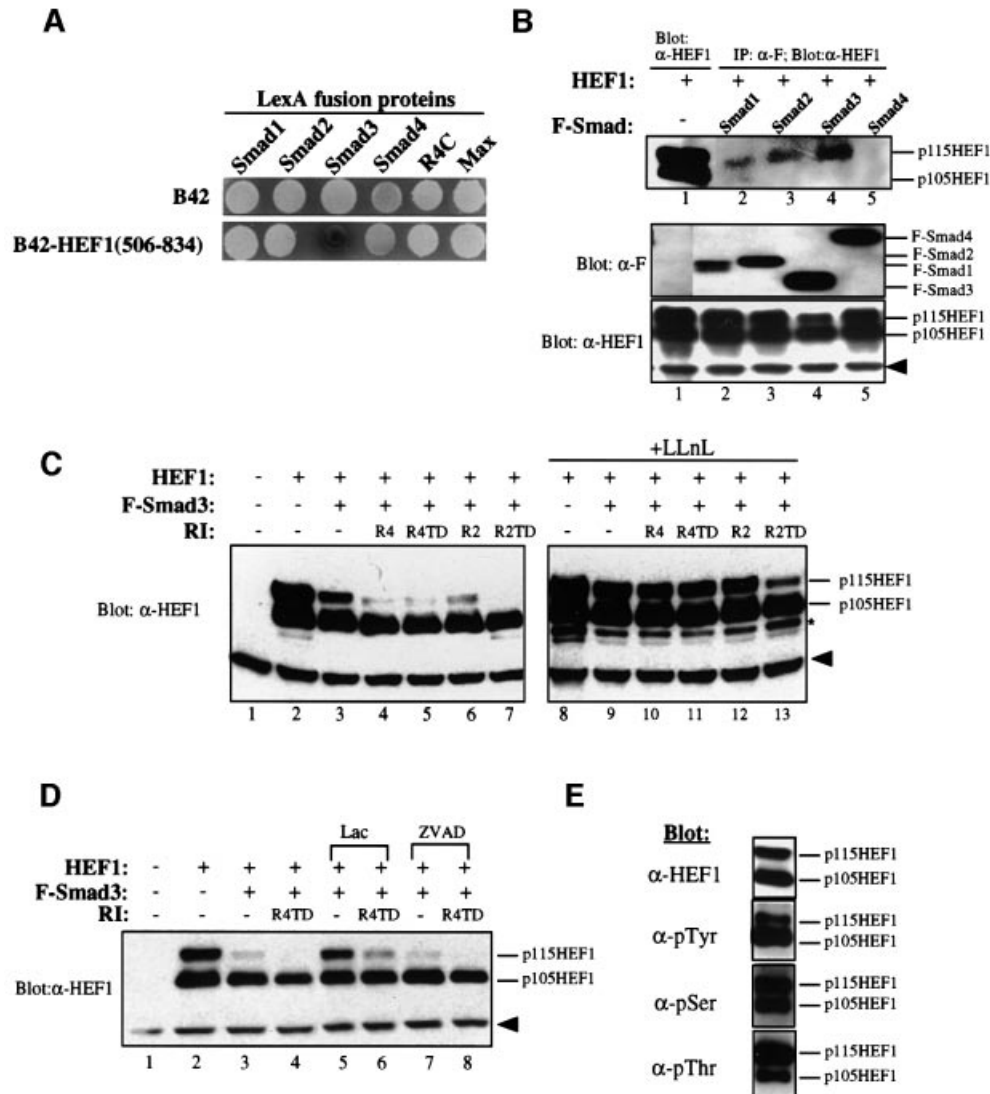 A
LexA fusion proteins
Smad1 Smad2 Smad3 Smad4 R4C Max
B42
B42-HEF1(506-834)
B
Blot: α-HEF1
IP: α-F; Blot:α-HEF1
HEF1: + + + + +
F-Smad: - Smad1 Smad2 Smad3 Smad4
p115HEF1
p105HEF1
1 2 3 4 5
Blot: α-F
F-Smad4
F-Smad2
F-Smad1
F-Smad3
Blot: α-HEF1
p115HEF1
p105HEF1
1 2 3 4 5
C
+LLnL
HEF1: - + + + + + + + + + + + +
F-Smad3: - - + + + + + - + + + + +
RI: - - - R4 R4TD R2 R2TD - - R4 R4TD R2 R2TD
Blot: α-HEF1
p115HEF1
p105HEF1
*
1 2 3 4 5 6 7 8 9 10 11 12 13
D
Lac ZVAD
HEF1: - + + + + + + +
F-Smad3: - - + + + + + +
RI: - - - R4TD - R4TD - R4TD
Blot:α-HEF1
p115HEF1
p105HEF1
1 2 3 4 5 6 7 8
E
Blot:
α-HEF1
p115HEF1
p105HEF1
α-pTyr
p115HEF1
p105HEF1
α-pSer
p115HEF1
p105HEF1
α-pThr
p115HEF1
p105HEF1